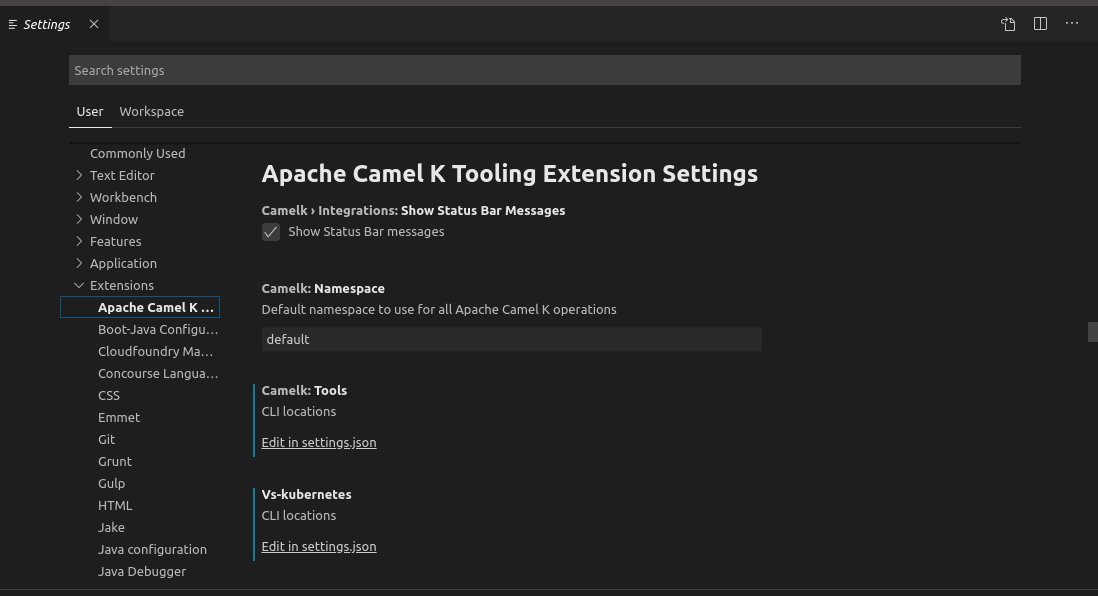 Settings
Search settings
User Workspace
Commonly Used
Text Editor
Workbench
Window
Features
Application
Extensions
Apache Camel K ...
Boot-Java Configu...
Cloudfoundry Ma...
Concourse Langua...
CSS
Emmet
Git
Grunt
Gulp
HTML
Jake
Java configuration
Java Debugger
Apache Camel K Tooling Extension Settings
Camelk › Integrations: Show Status Bar Messages
Show Status Bar messages
Camelk: Namespace
Default namespace to use for all Apache Camel K operations
default
Camelk: Tools
CLI locations
Edit in settings.json
Vs-kubernetes
CLI locations
Edit in settings.json